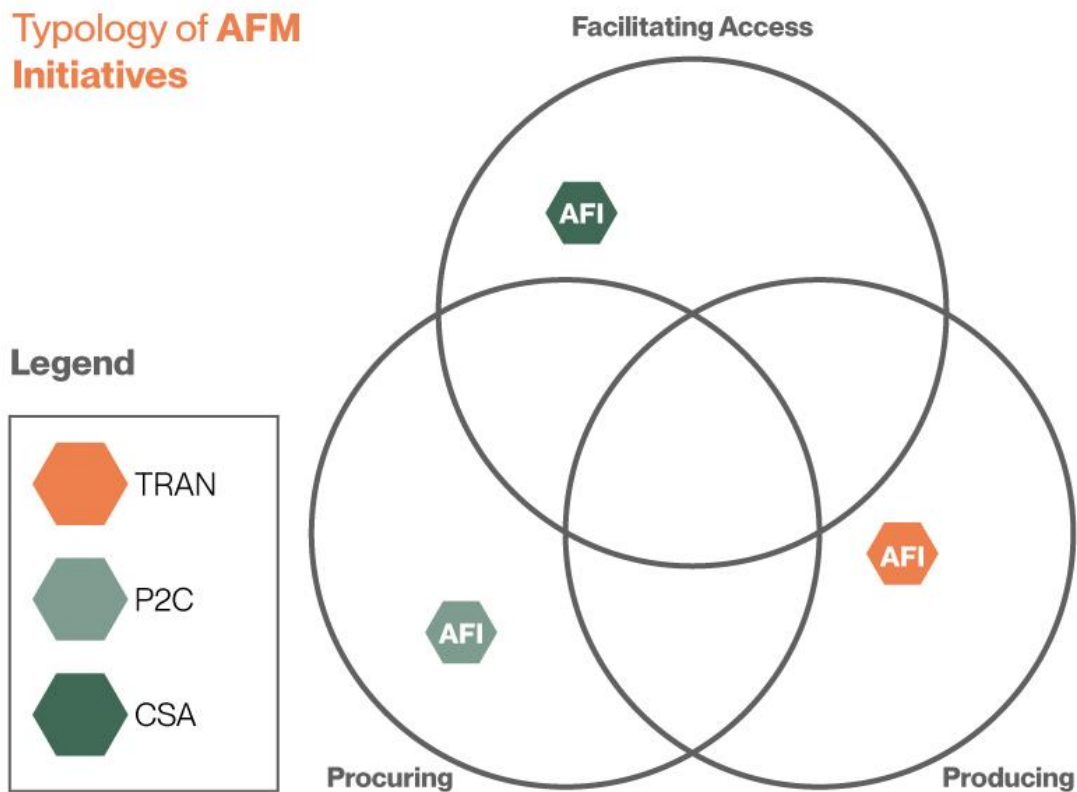 Typology of AFM
Initiatives
Facilitating Access
AFI
Legend
TRAN
P2C
CSA
AFI
AFI
Procuring
Producing